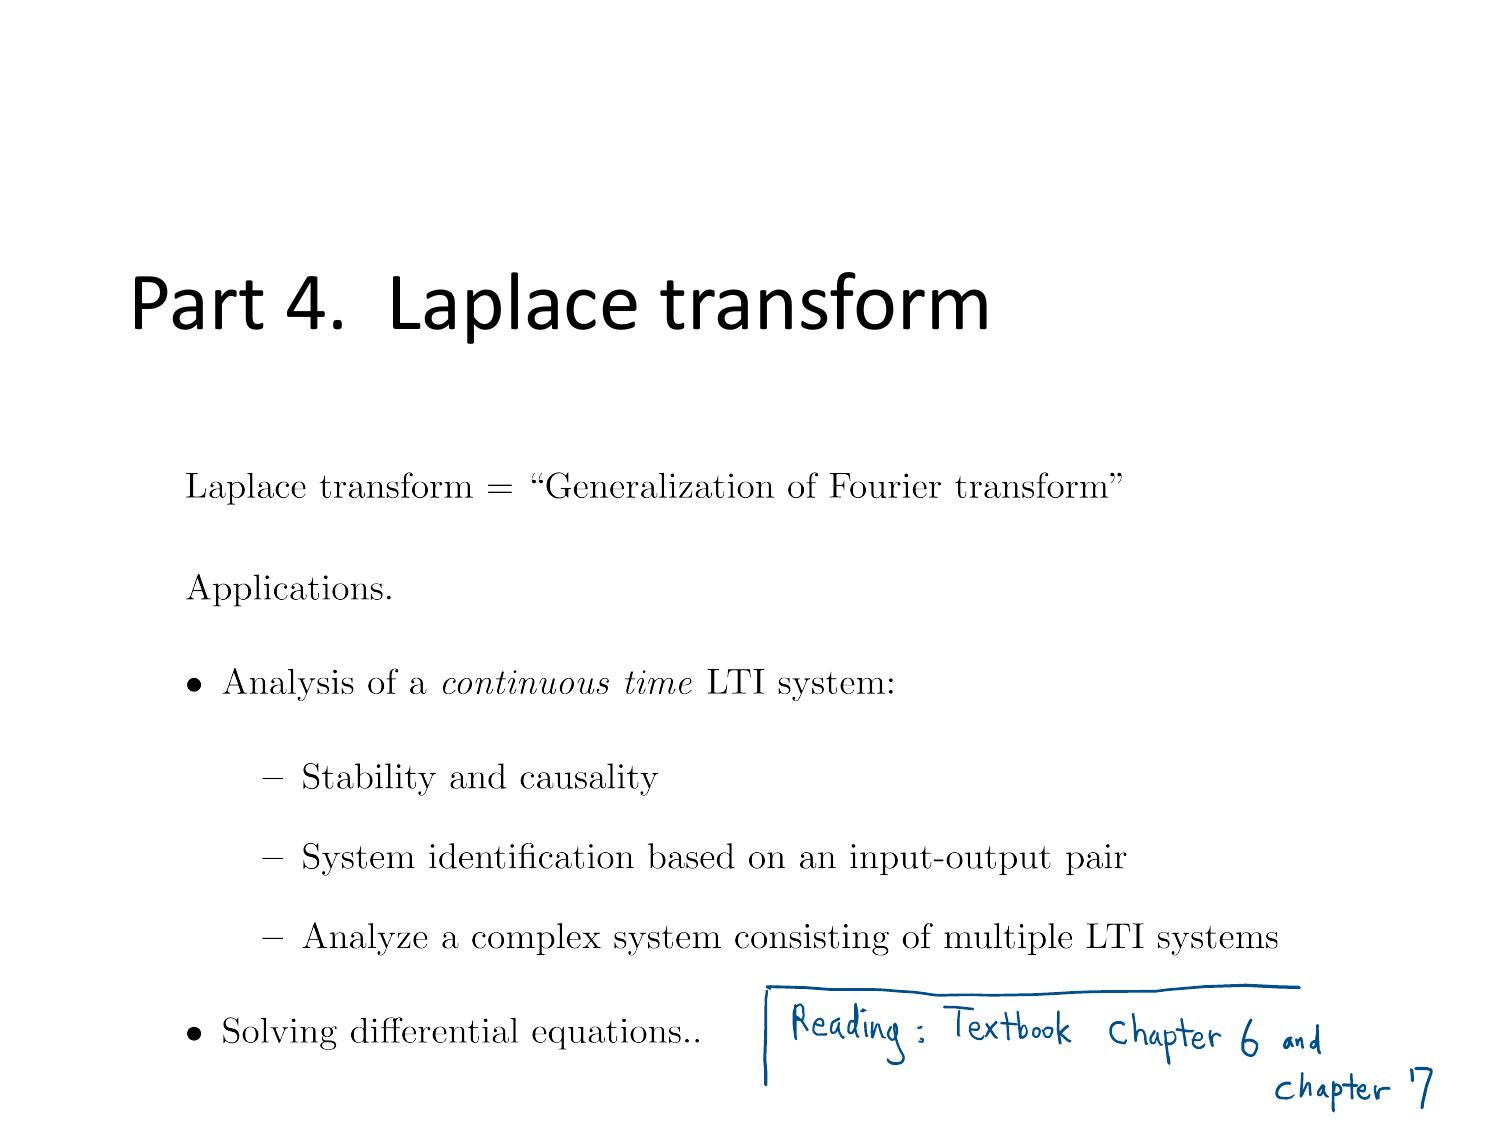 Part 4. Laplace transform
Laplace transform = “Generalization of Fourier transform”
Applications.
• Analysis of a continuous time LTI system:
– Stability and causality
– System identification based on an input-output pair
– Analyze a complex system consisting of multiple LTI systems
• Solving differential equations..
Reading: Textbook Chapter 6 and
chapter 7